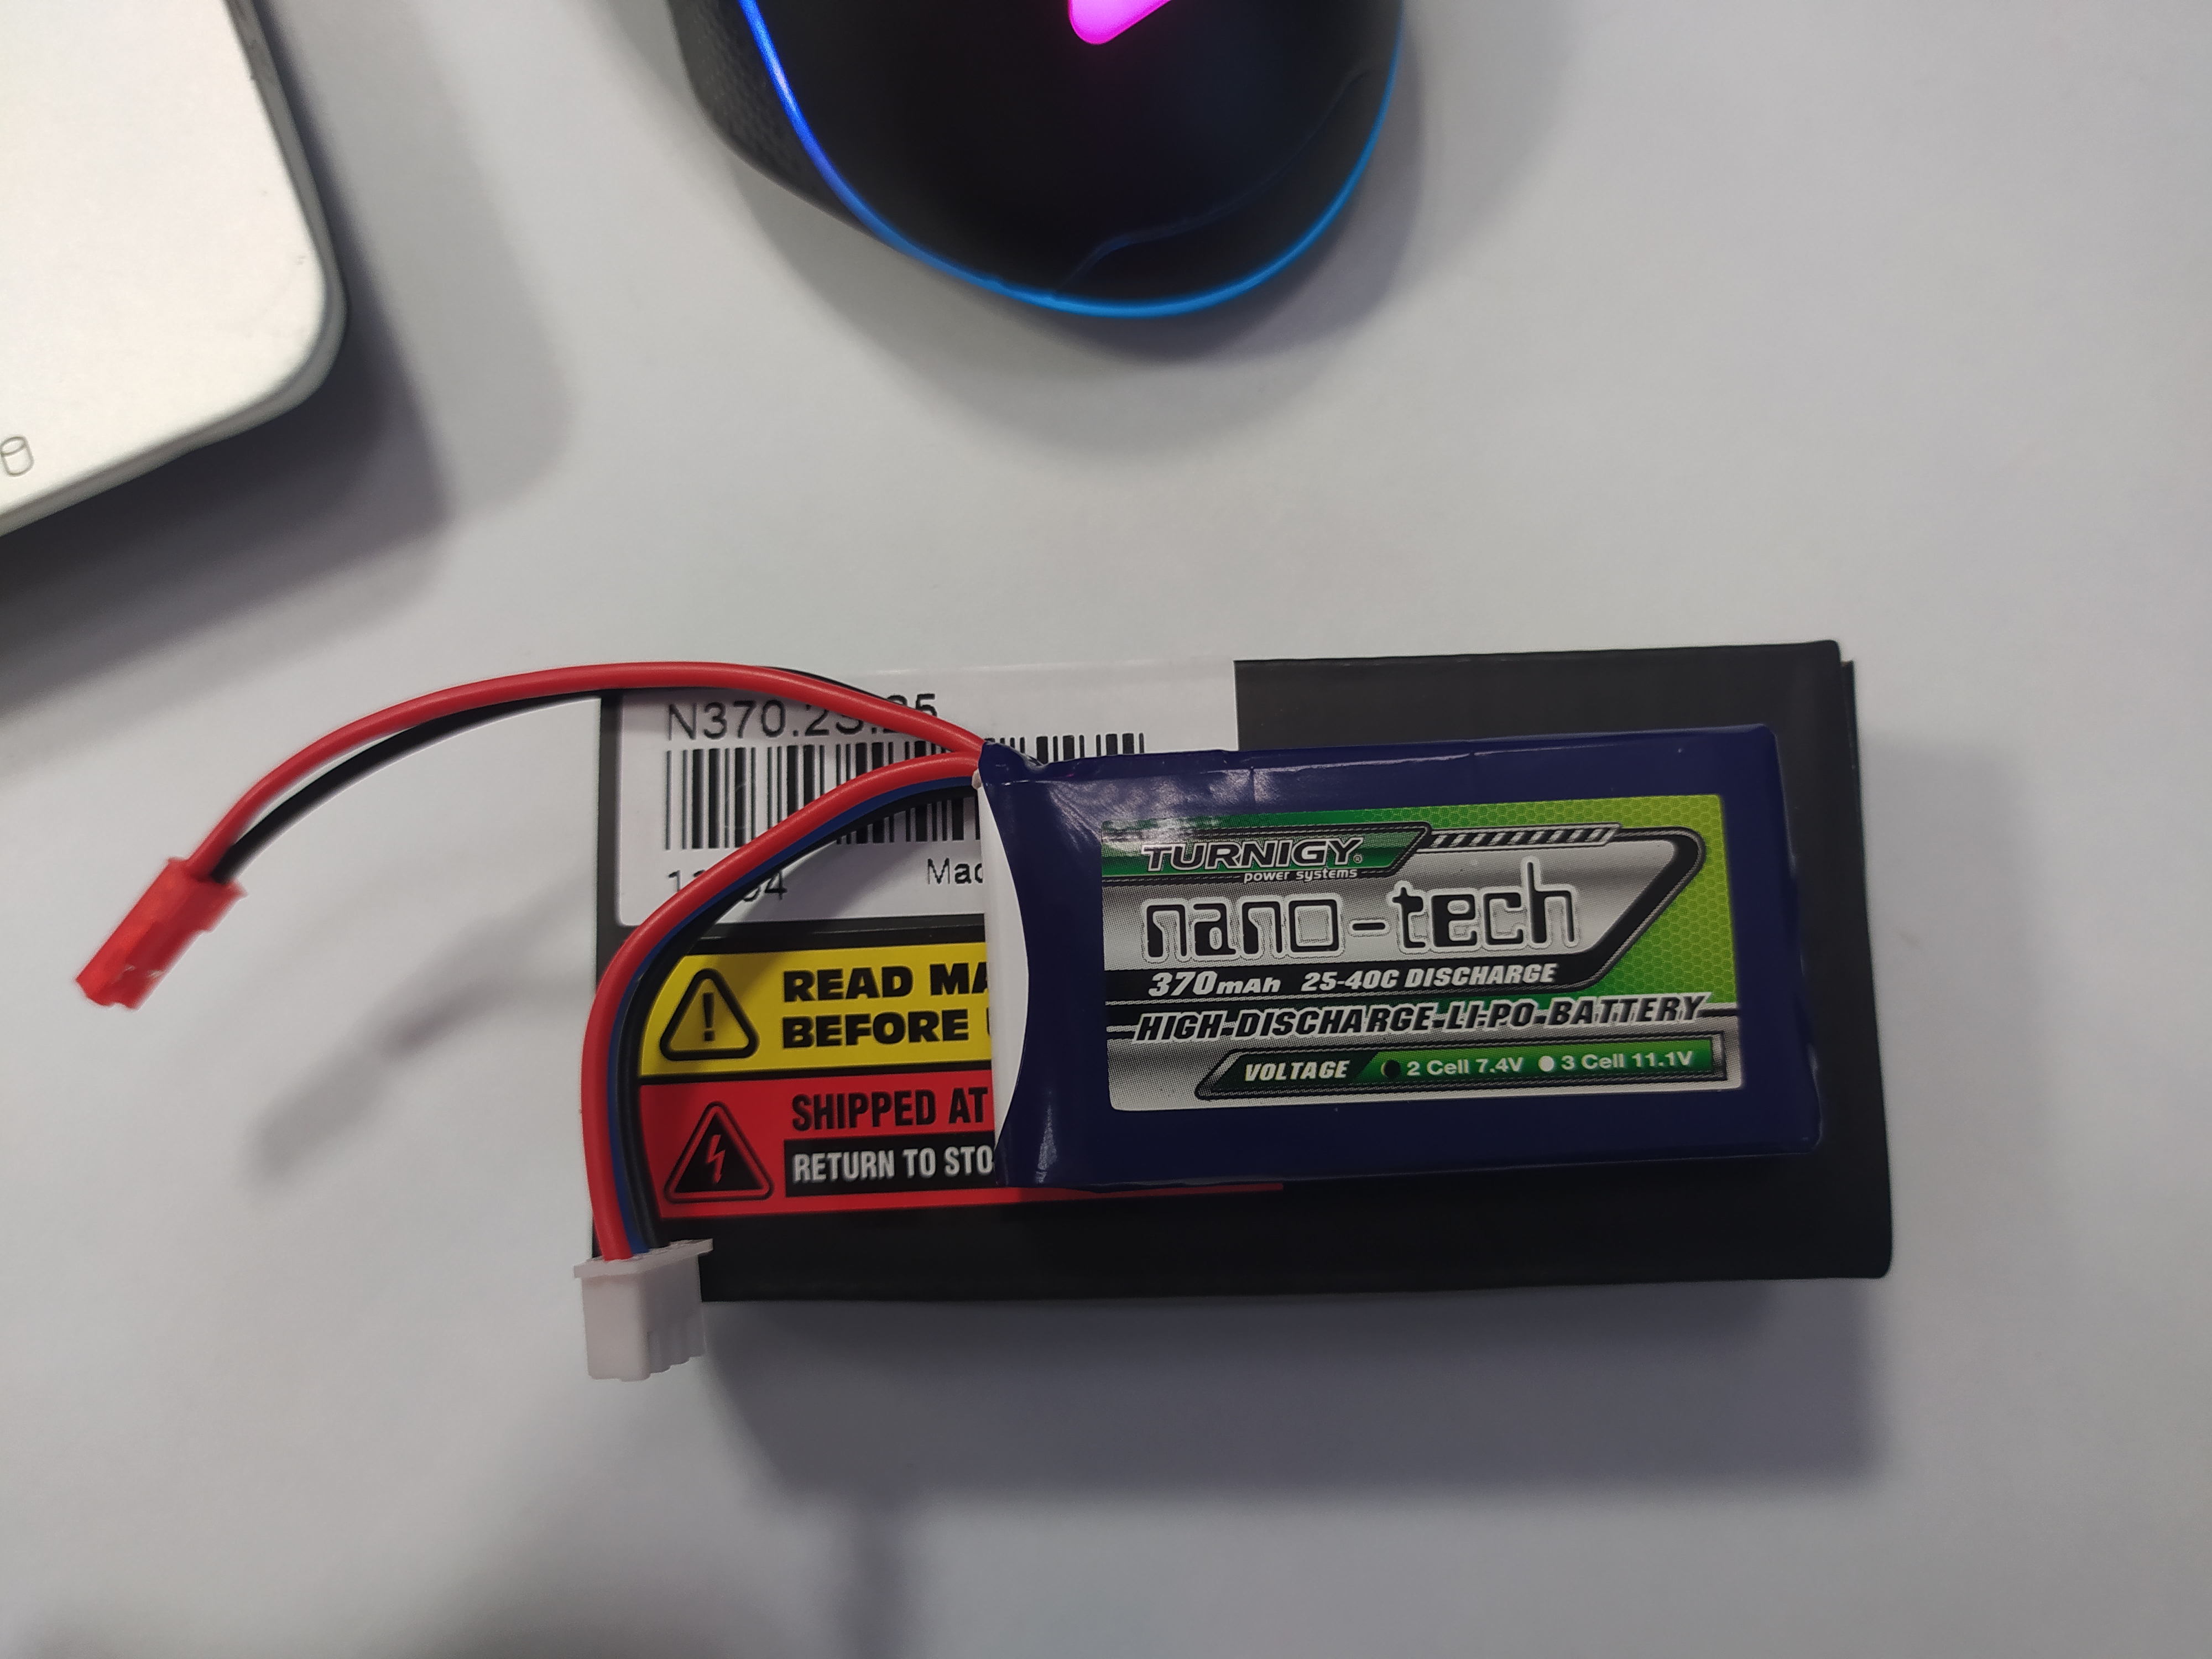 N370.2S.25
Mad
READ MA
BEFORE
SHIPPED AT
RETURN TO STO
TURNIGY®
power systems
nano-tech
370mAh 25-40C DISCHARGE
HIGH-DISCHARGE-LI-PO-BATTERY
VOLTAGE 2 Cell 7.4V 3 Cell 11.1V